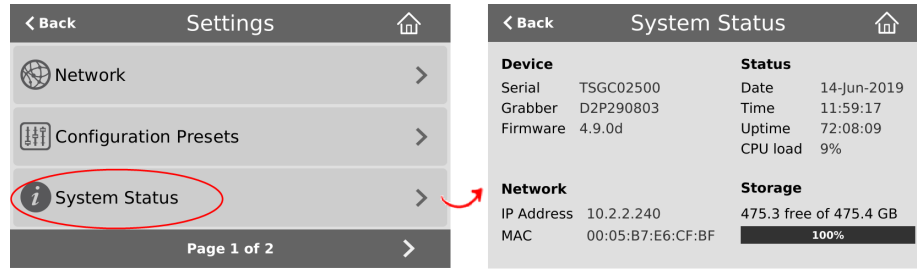 Back Settings
Network
Configuration Presets
System Status
Page 1 of 2
Back System Status
Device
Serial TSGC02500
Grabber D2P290803
Firmware 4.9.0d
Status
Date 14-Jun-2019
Time 11:59:17
Uptime 72:08:09
CPU load 9%
Network
IP Address 10.2.2.240
MAC 00:05:B7:E6:CF:BF
Storage
475.3 free of 475.4 GB
100%